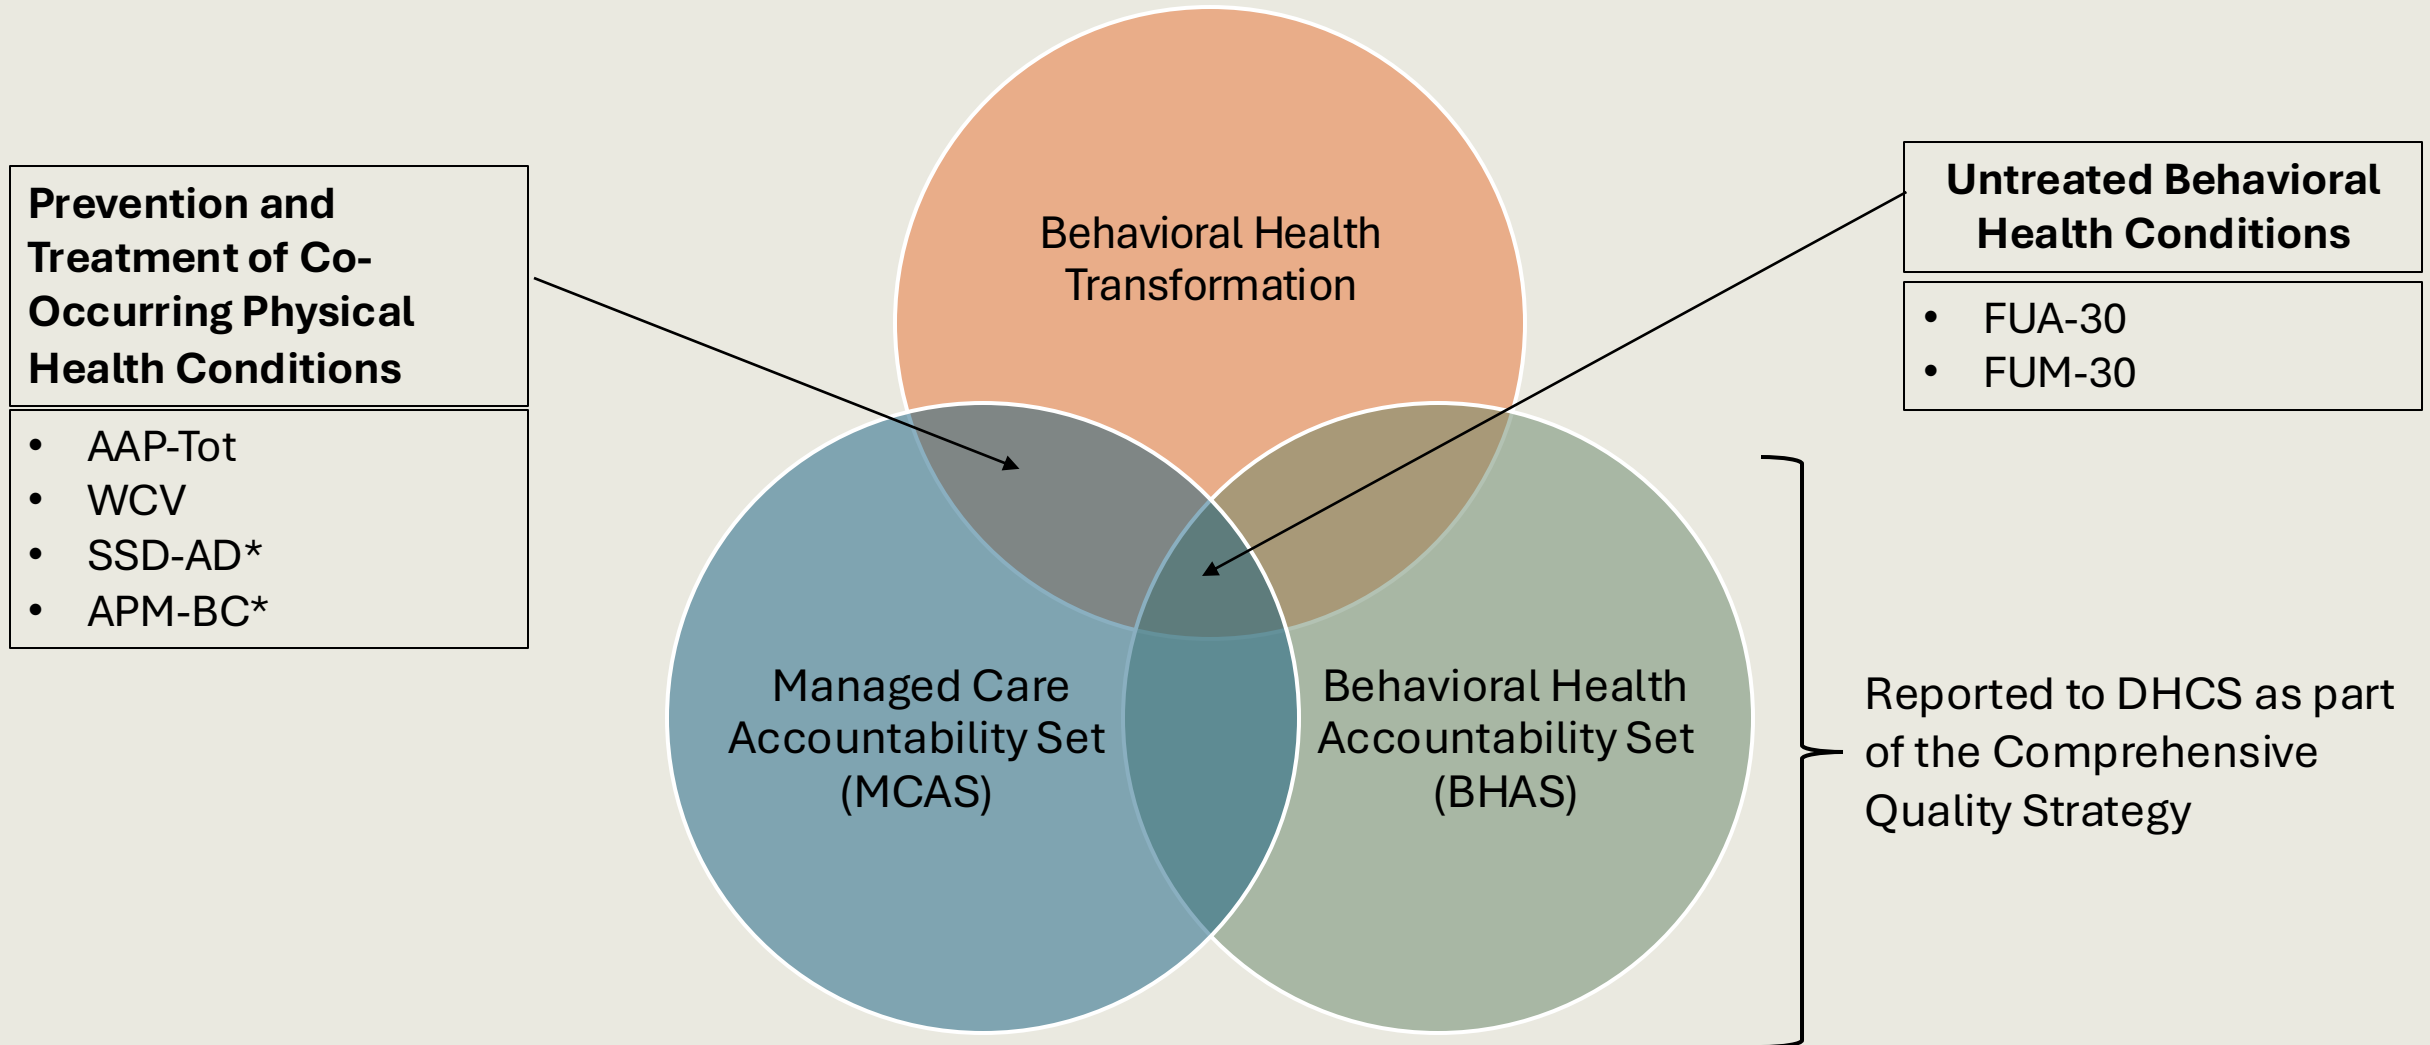 Behavioral Health
Transformation
Prevention and
Treatment of Co-
Occurring Physical
Health Conditions
• AAP-Tot
• WCV
• SSD-AD*
• APM-BC*
Untreated Behavioral
Health Conditions
• FUA-30
• FUM-30
Managed Care
Accountability Set
(MCAS)
Behavioral Health
Accountability Set
(BHAS)
Reported to DHCS as part
of the Comprehensive
Quality Strategy